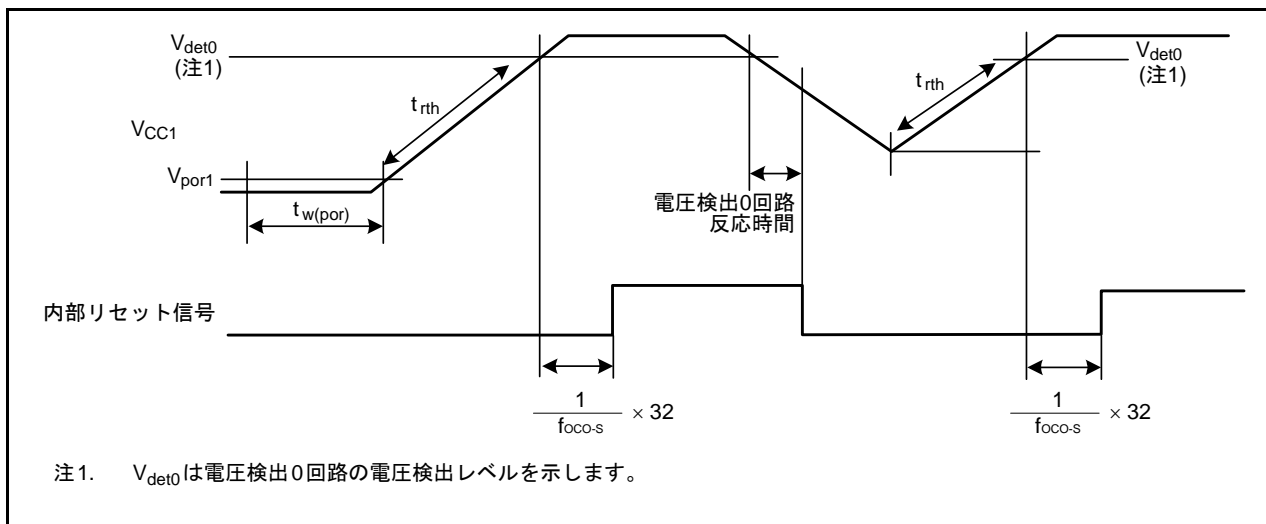 Vdet0
(注1)
Vdet0
(注1)
trth
trth
VCC1
Vpor1
tw(por)
電圧検出0回路
反応時間
内部リセット信号
1
fOCO-S
× 32
1
fOCO-S
× 32
注1. Vdet0は電圧検出0回路の電圧検出レベルを示します。